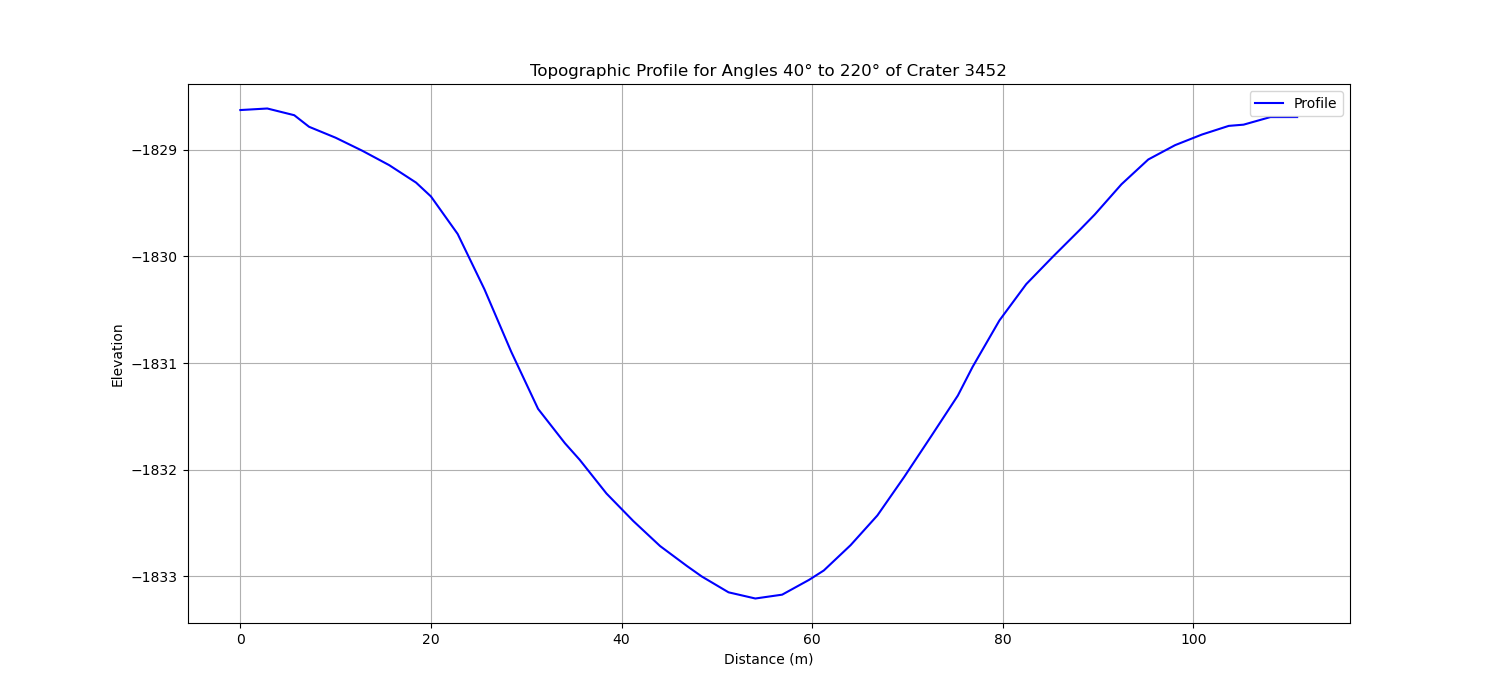 Topographic Profile for Angles 40° to 220° of Crater 3452
Profile
−1829
−1830
−1831
−1832
−1833
Elevation
0 20 40 60 80 100
Distance (m)